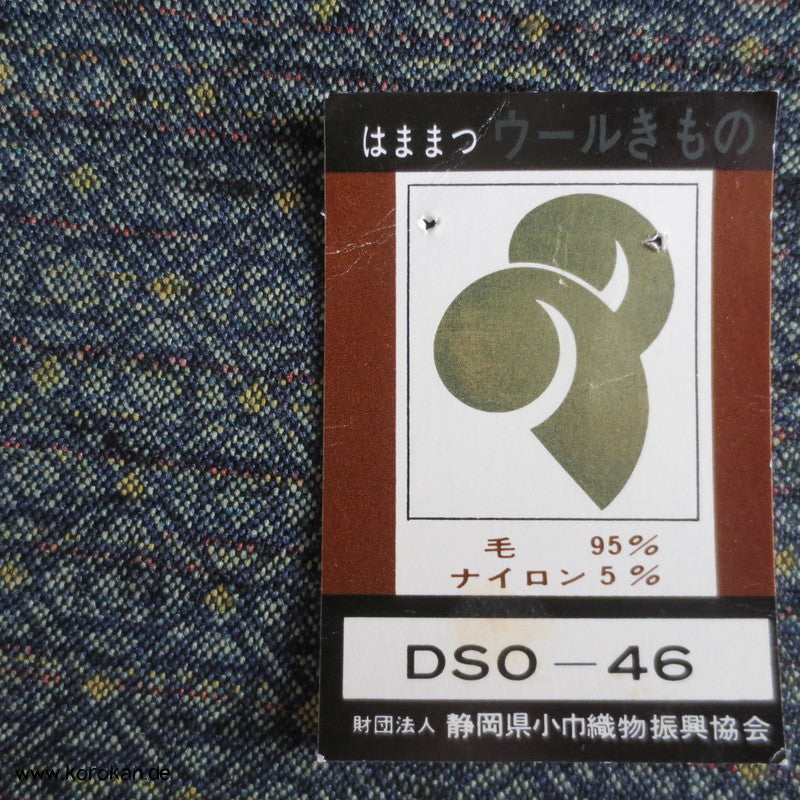 はままつ ウールきもの
毛 95%
ナイロン 5%
DSO－46
財団法人 静岡県小巾織物振興協会
www.korokan.de